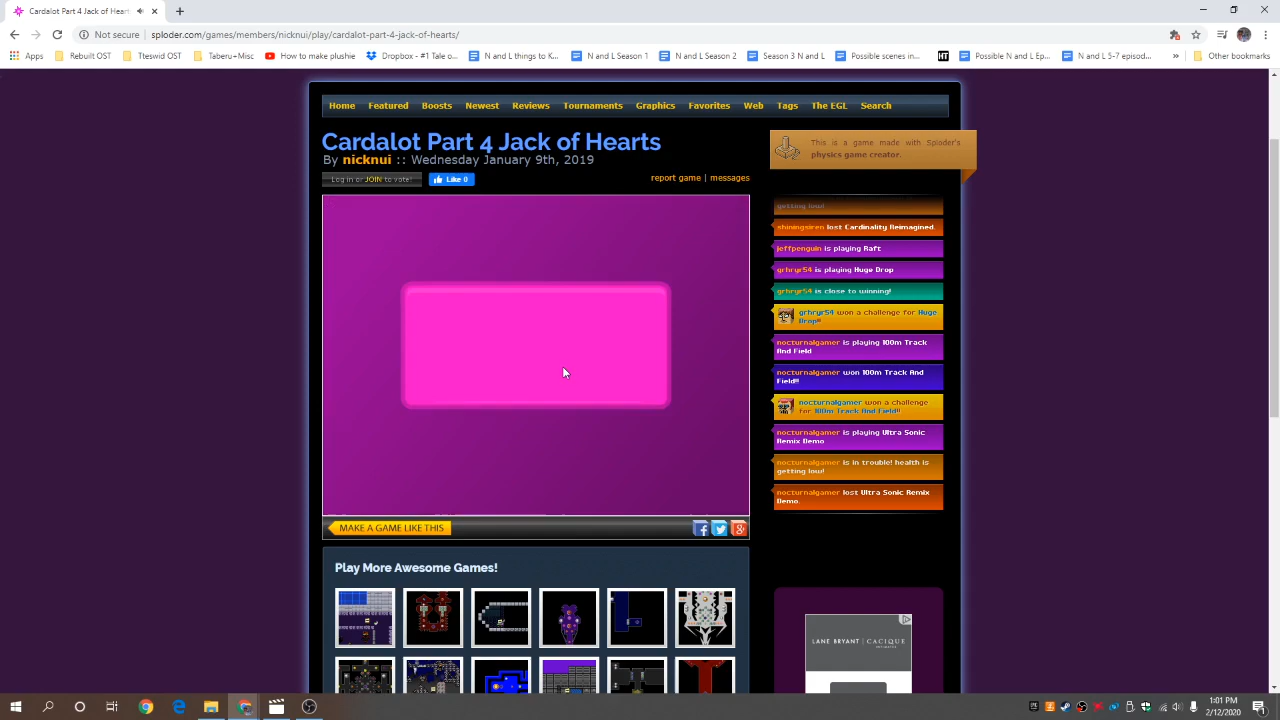 Cardalot Part 4 Jack of H
Not secure
sploder.com/games/members/nicknui/play/cardalot-part-4-jack-of-hearts/
Apps
Rebuilt OST
Tteswid OST
Taberu+Misc
How to play as eve...
Dropbox - #1 Tale o...
N and L things to K...
N and L Season 1
N and L Season 2
Season 3 N and L
HT
Possible N and L Ep...
N and L 5-7 episod...
»
Other bookmarks
Home Featured Boosts Newest Reviews Tournaments Graphics Favorites Web Tags The EGL Search
Cardalot Part 4 Jack of Hearts
By nicknui :: Wednesday January 9th, 2019
Log in or JOIN to vote!
Like 0
report game | messages
This is a game made with Sploder's
physics game creator.
getting low!
shiningsiren lost Cardinality Reimagined.
jeffpenguin is playing Raft
grhryr54 is playing Huge Drop
grhryr54 is close to winning!
grhryr54 won a challenge for Huge
Drop!!
nocturnalgamer is playing 100m Track
And Field
nocturnalgamer won 100m Track And
Field!!
nocturnalgamer won a challenge
for 100m Track And Field!!
nocturnalgamer is playing Ultra Sonic
Remix Demo
nocturnalgamer is in trouble! health is
getting low!
nocturnalgamer lost Ultra Sonic Remix
Demo.
MAKE A GAME LIKE THIS
Play More Awesome Games!
LANE BRYANT | CACIQUE
1:01 PM
2/12/2020